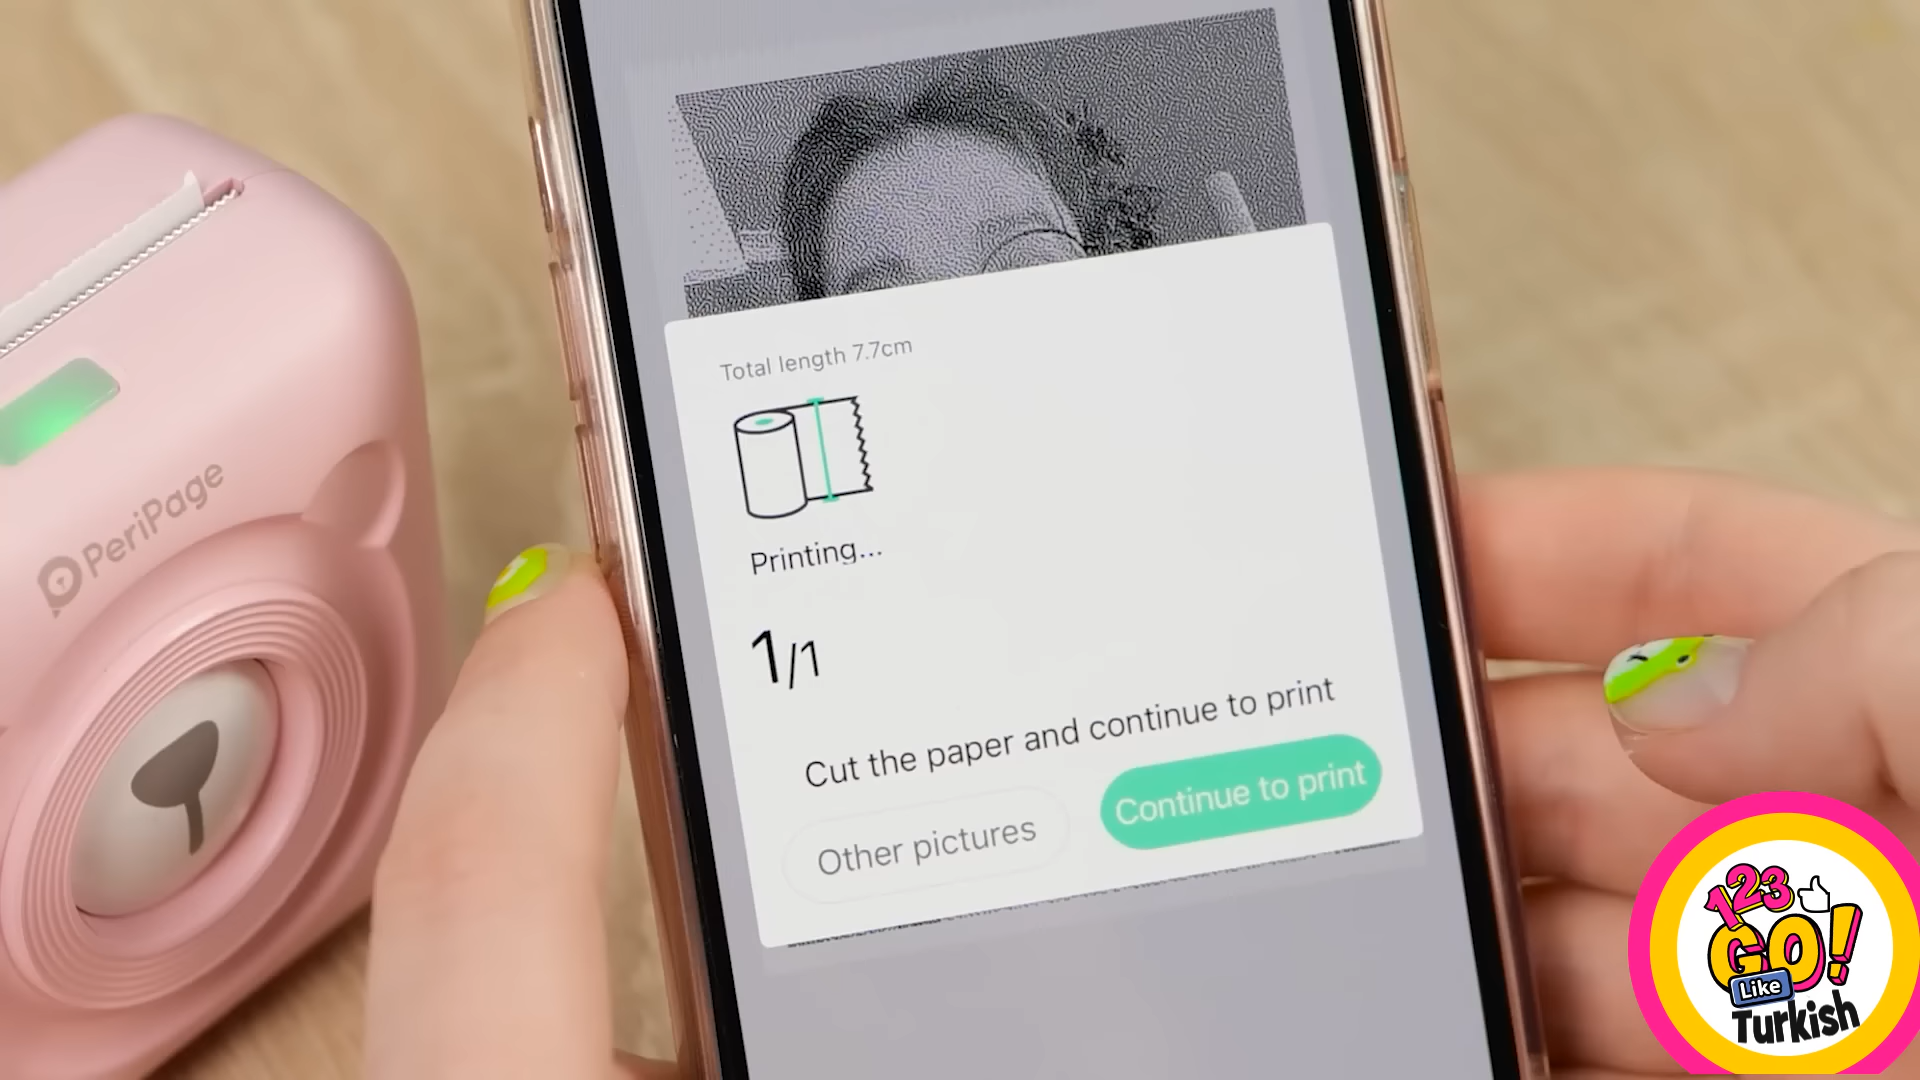 PeriPage
Total length 7.7cm
Printing...
1/1
Cut the paper and continue to print
Other pictures
Continue to print
123
GO!
Like
Turkish